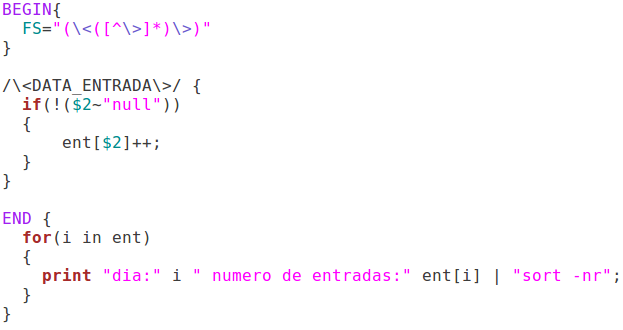 BEGIN{
  FS="(\<([^\>]*)\>)"
}

/\<DATA_ENTRADA\>/ {
  if(!($2~"null"))
  {
      ent[$2]++;
  }
}

END {
  for(i in ent)
  {
    print "dia:" i " numero de entradas:" ent[i] | "sort -nr";
  }
}